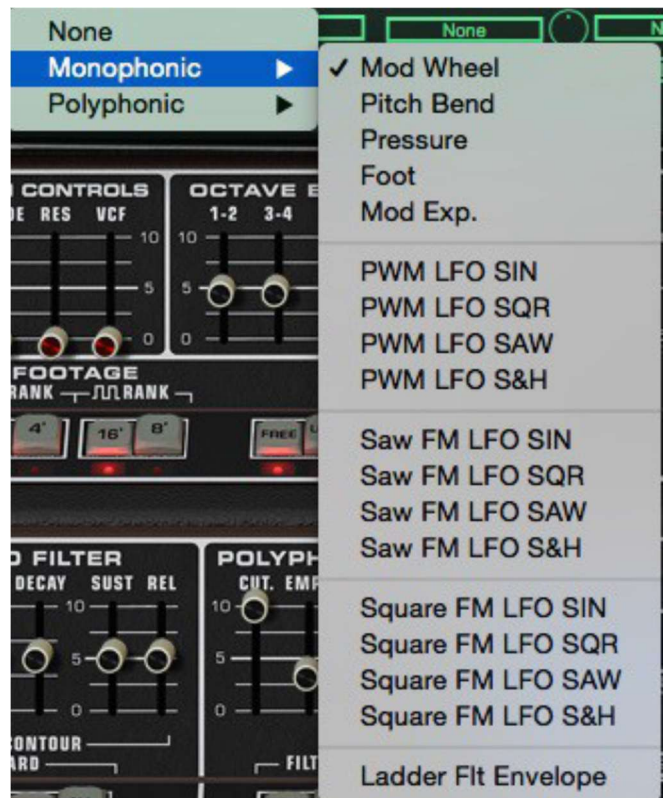 None
Monophonic
Polyphonic
None
Mod Wheel
Pitch Bend
Pressure
Foot
Mod Exp.
PWM LFO SIN
PWM LFO SQR
PWM LFO SAW
PWM LFO S&H
Saw FM LFO SIN
Saw FM LFO SQR
Saw FM LFO SAW
Saw FM LFO S&H
Square FM LFO SIN
Square FM LFO SQR
Square FM LFO SAW
Square FM LFO S&H
Ladder Flt Envelope
CONTROLS
RES VCF
10
5
0
OCTAVE
1-2 3-4
10
5
0
FOOTAGE
RANK RANK
4' 16' 8'
FREE
FILTER
DECAY SUST REL
10
5
0
CONTOUR
POLYPH
CUT. EMP
10
5
0
FILT